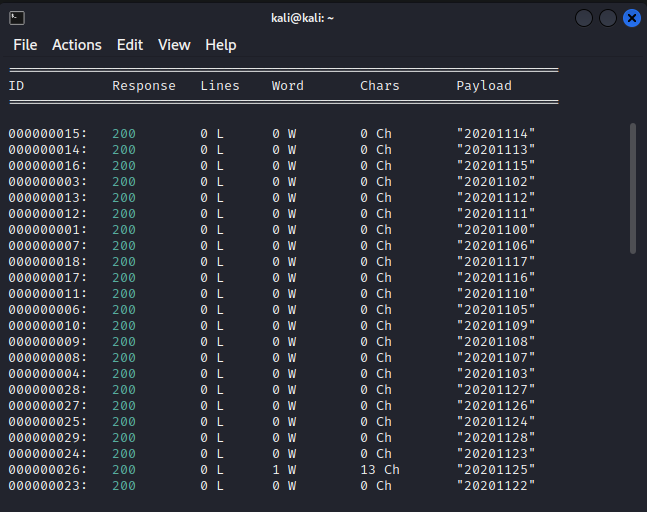 kali@kali: ~
File Actions Edit View Help
ID Response Lines Word Chars Payload
000000015: 200 0 L 0 W 0 Ch "20201114"
000000014: 200 0 L 0 W 0 Ch "20201113"
000000016: 200 0 L 0 W 0 Ch "20201115"
000000003: 200 0 L 0 W 0 Ch "20201102"
000000013: 200 0 L 0 W 0 Ch "20201112"
000000012: 200 0 L 0 W 0 Ch "20201111"
000000001: 200 0 L 0 W 0 Ch "20201100"
000000007: 200 0 L 0 W 0 Ch "20201106"
000000018: 200 0 L 0 W 0 Ch "20201117"
000000017: 200 0 L 0 W 0 Ch "20201116"
000000011: 200 0 L 0 W 0 Ch "20201110"
000000006: 200 0 L 0 W 0 Ch "20201105"
000000010: 200 0 L 0 W 0 Ch "20201109"
000000009: 200 0 L 0 W 0 Ch "20201108"
000000008: 200 0 L 0 W 0 Ch "20201107"
000000004: 200 0 L 0 W 0 Ch "20201103"
000000028: 200 0 L 0 W 0 Ch "20201127"
000000027: 200 0 L 0 W 0 Ch "20201126"
000000025: 200 0 L 0 W 0 Ch "20201124"
000000029: 200 0 L 0 W 0 Ch "20201128"
000000024: 200 0 L 0 W 0 Ch "20201123"
000000026: 200 0 L 1 W 13 Ch "20201125"
000000023: 200 0 L 0 W 0 Ch "20201122"